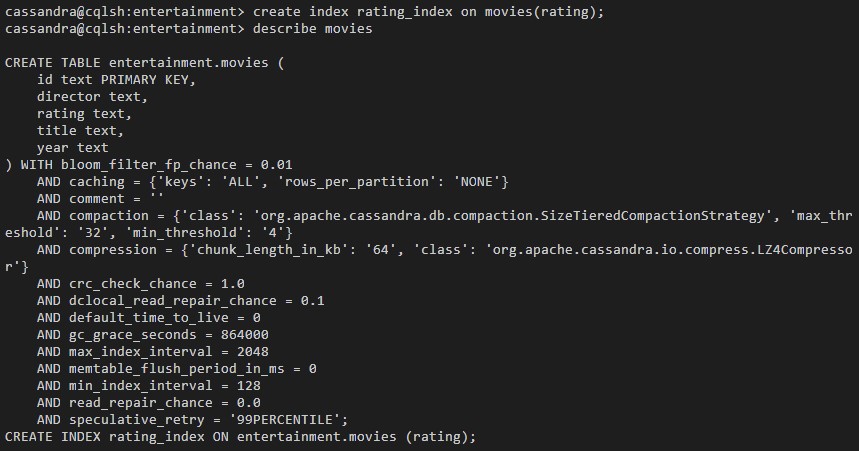 cassandra@cqlsh:entertainment> create index rating_index on movies(rating);
cassandra@cqlsh:entertainment> describe movies

CREATE TABLE entertainment.movies (
    id text PRIMARY KEY,
    director text,
    rating text,
    title text,
    year text
) WITH bloom_filter_fp_chance = 0.01
    AND caching = {'keys': 'ALL', 'rows_per_partition': 'NONE'}
    AND comment = ''
    AND compaction = {'class': 'org.apache.cassandra.db.compaction.SizeTieredCompactionStrategy', 'max_thr
eshold': '32', 'min_threshold': '4'}
    AND compression = {'chunk_length_in_kb': '64', 'class': 'org.apache.cassandra.io.compress.LZ4Compresso
r'}
    AND crc_check_chance = 1.0
    AND dclocal_read_repair_chance = 0.1
    AND default_time_to_live = 0
    AND gc_grace_seconds = 864000
    AND max_index_interval = 2048
    AND memtable_flush_period_in_ms = 0
    AND min_index_interval = 128
    AND read_repair_chance = 0.0
    AND speculative_retry = '99PERCENTILE';
CREATE INDEX rating_index ON entertainment.movies (rating);